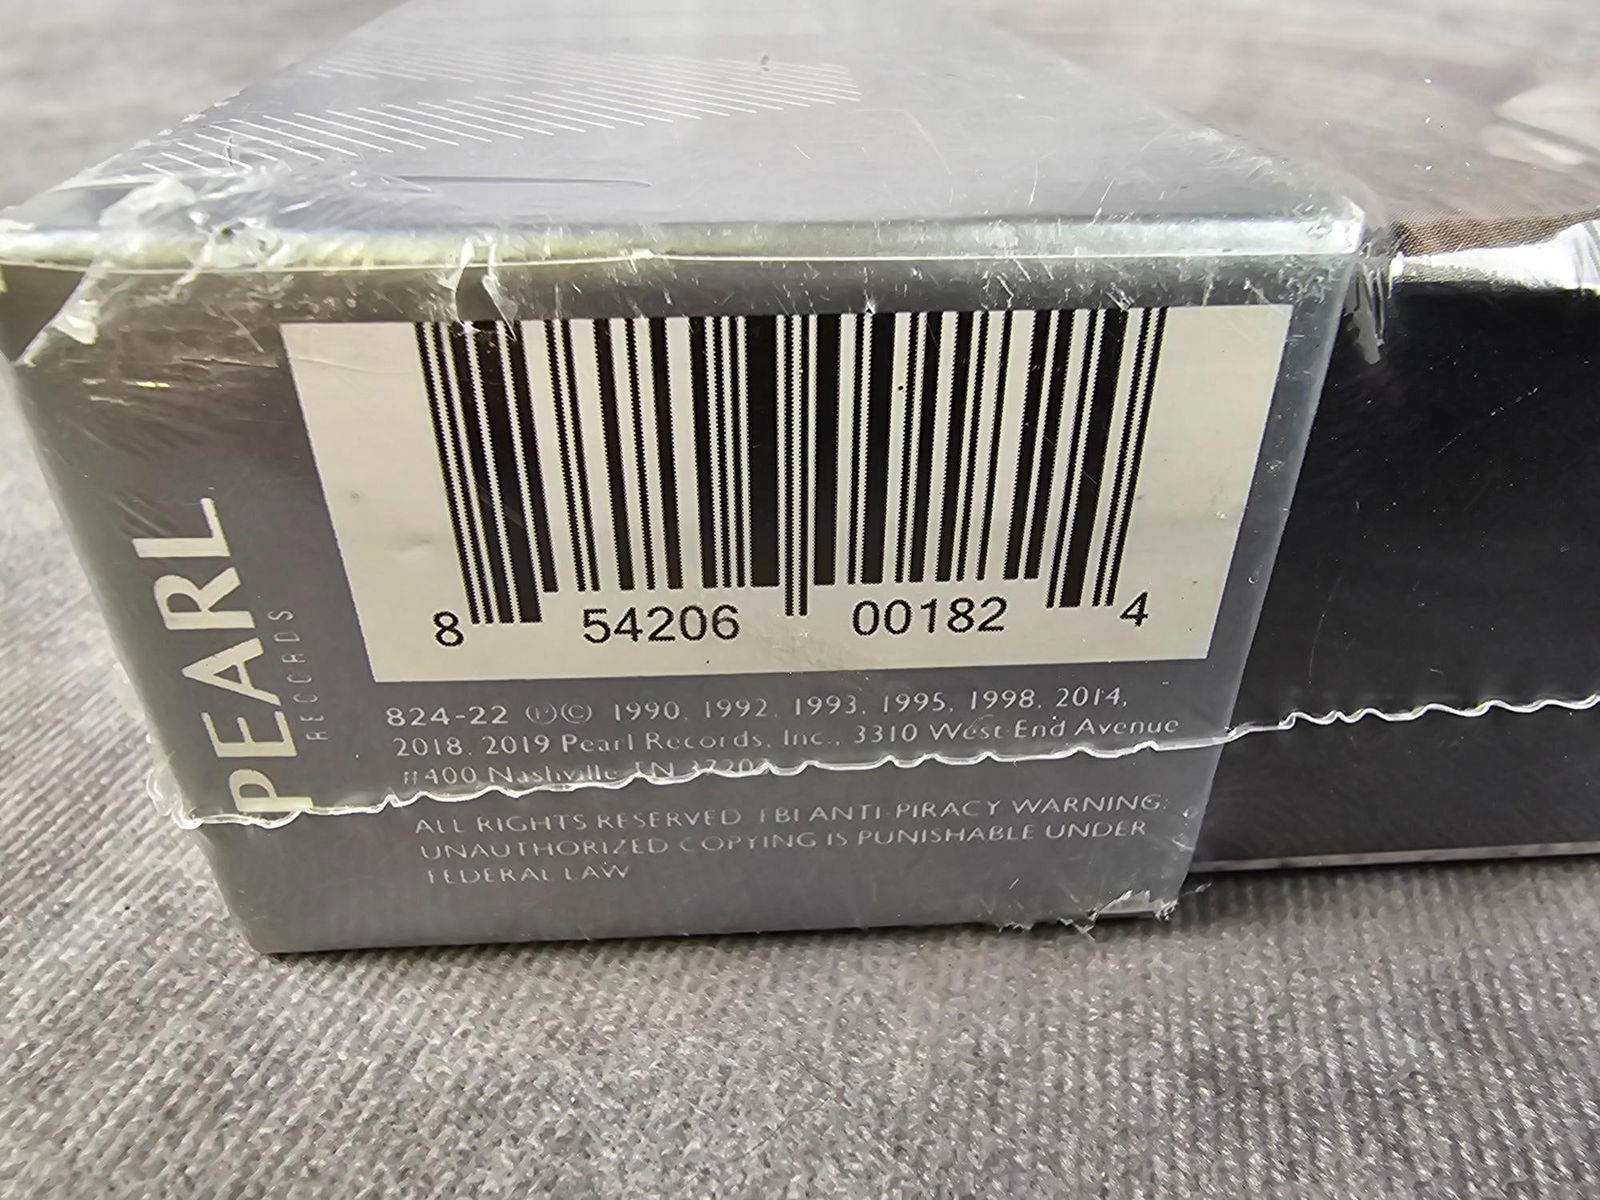 PEARL
RECORDS
8 54206 00182 4
824-22 ℗© 1990, 1992, 1993, 1995, 1998, 2014,
2018, 2019 Pearl Records, Inc., 3310 West End Avenue
#400 Nashville TN
ALL RIGHTS RESERVED FBI ANTI PIRACY WARNING:
UNAUTHORIZED COPYING IS PUNISHABLE UNDER
FEDERAL LAW